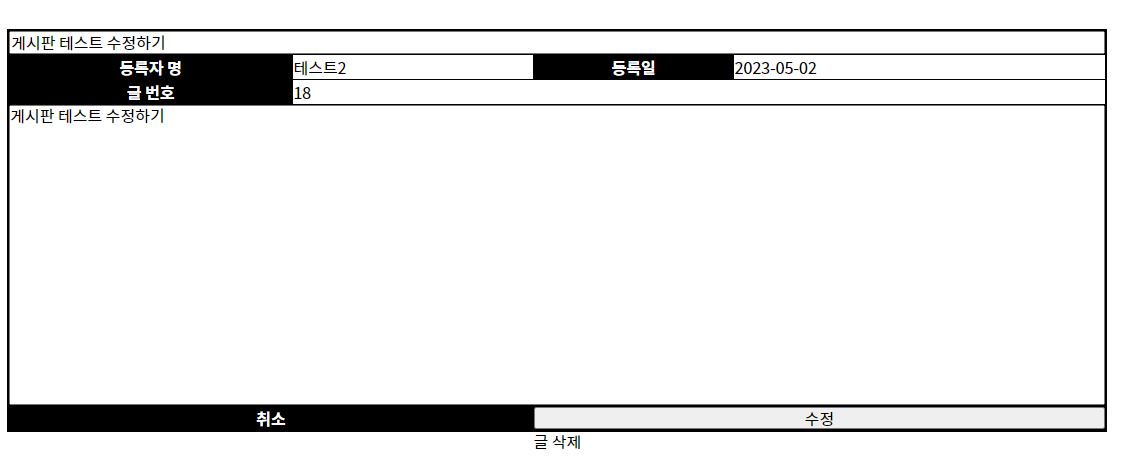 게시판 테스트 수정하기
등록자 명 테스트2 등록일 2023-05-02
글 번호 18
게시판 테스트 수정하기
취소 수정
글 삭제